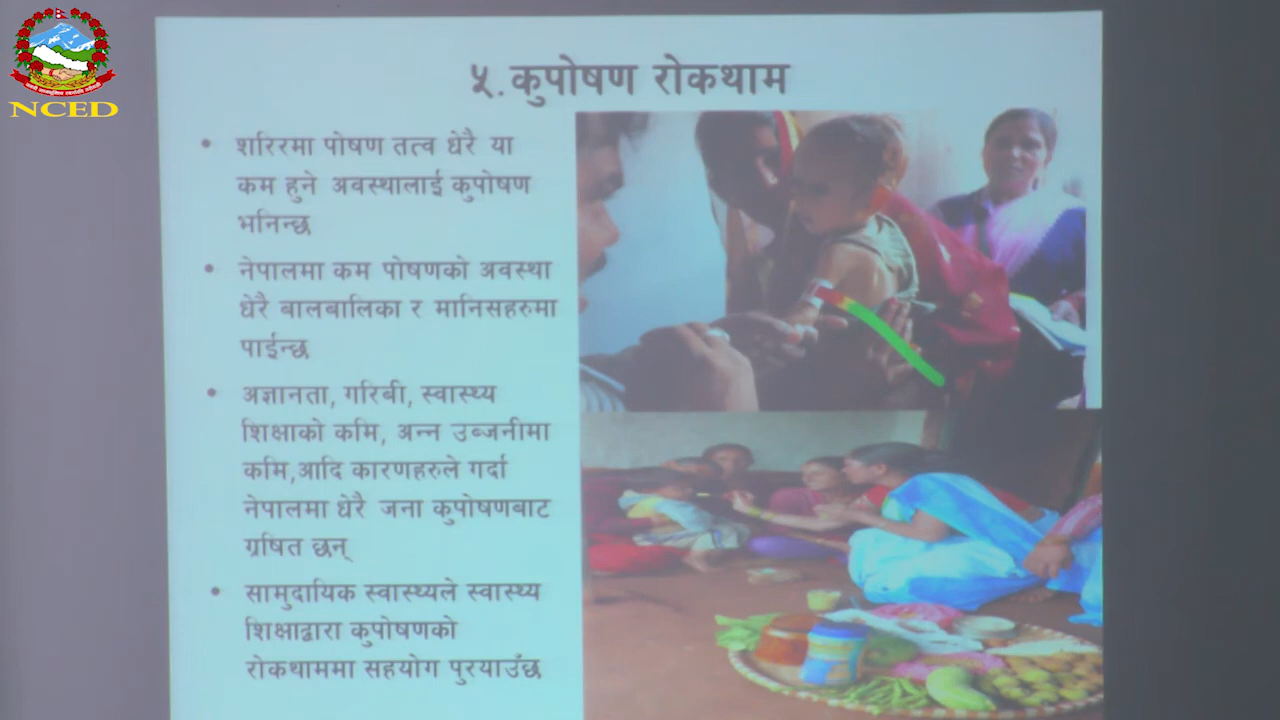 NCED
५. कुपोषण रोकथाम
• शरिरमा पोषण तत्व धेरै या
कम हुने अवस्थालाई कुपोषण
भनिन्छ
• नेपालमा कम पोषणको अवस्था
धेरै बालबालिका र मानिसहरुमा
पाईन्छ
• अज्ञानता, गरिबी, स्वास्थ्य
शिक्षाको कमि, अन्न उब्जनीमा
कमि,आदि कारणहरुले गर्दा
नेपालमा धेरै जना कुपोषणबाट
ग्रषित छन्
• सामुदायिक स्वास्थ्यले स्वास्थ्य
शिक्षाद्वारा कुपोषणको
रोकथाममा सहयोग पुरयाउँछ